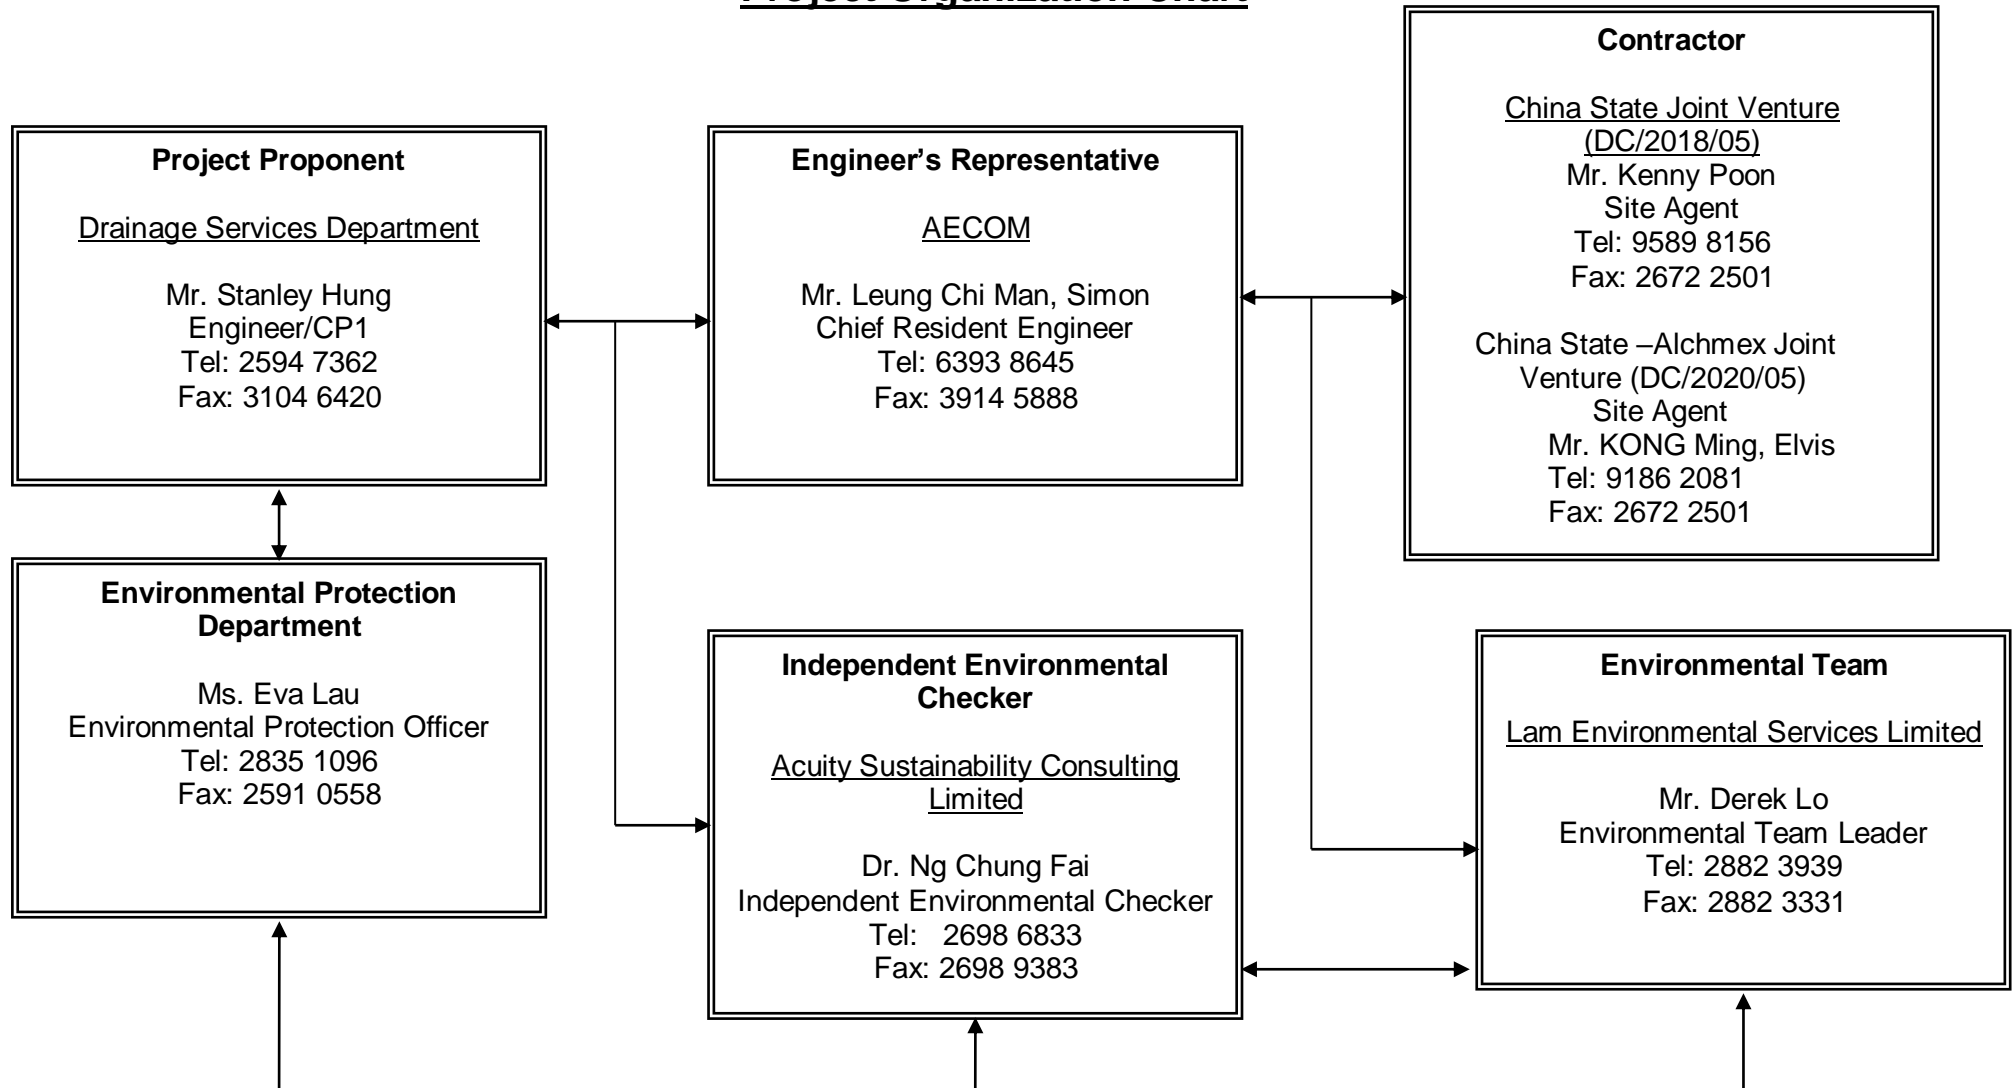 Project Organization Chart
Contractor
China State Joint Venture
(DC/2018/05)
Mr. Kenny Poon
Site Agent
Tel: 9589 8156
Fax: 2672 2501
China State –Alchmex Joint
Venture (DC/2020/05)
Site Agent
Mr. KONG Ming, Elvis
Tel: 9186 2081
Fax: 2672 2501
Project Proponent
Drainage Services Department
Mr. Stanley Hung
Engineer/CP1
Tel: 2594 7362
Fax: 3104 6420
Engineer’s Representative
AECOM
Mr. Leung Chi Man, Simon
Chief Resident Engineer
Tel: 6393 8645
Fax: 3914 5888
Environmental Protection
Department
Ms. Eva Lau
Environmental Protection Officer
Tel: 2835 1096
Fax: 2591 0558
Independent Environmental
Checker
Acuity Sustainability Consulting
Limited
Dr. Ng Chung Fai
Independent Environmental Checker
Tel: 2698 6833
Fax: 2698 9383
Environmental Team
Lam Environmental Services Limited
Mr. Derek Lo
Environmental Team Leader
Tel: 2882 3939
Fax: 2882 3331